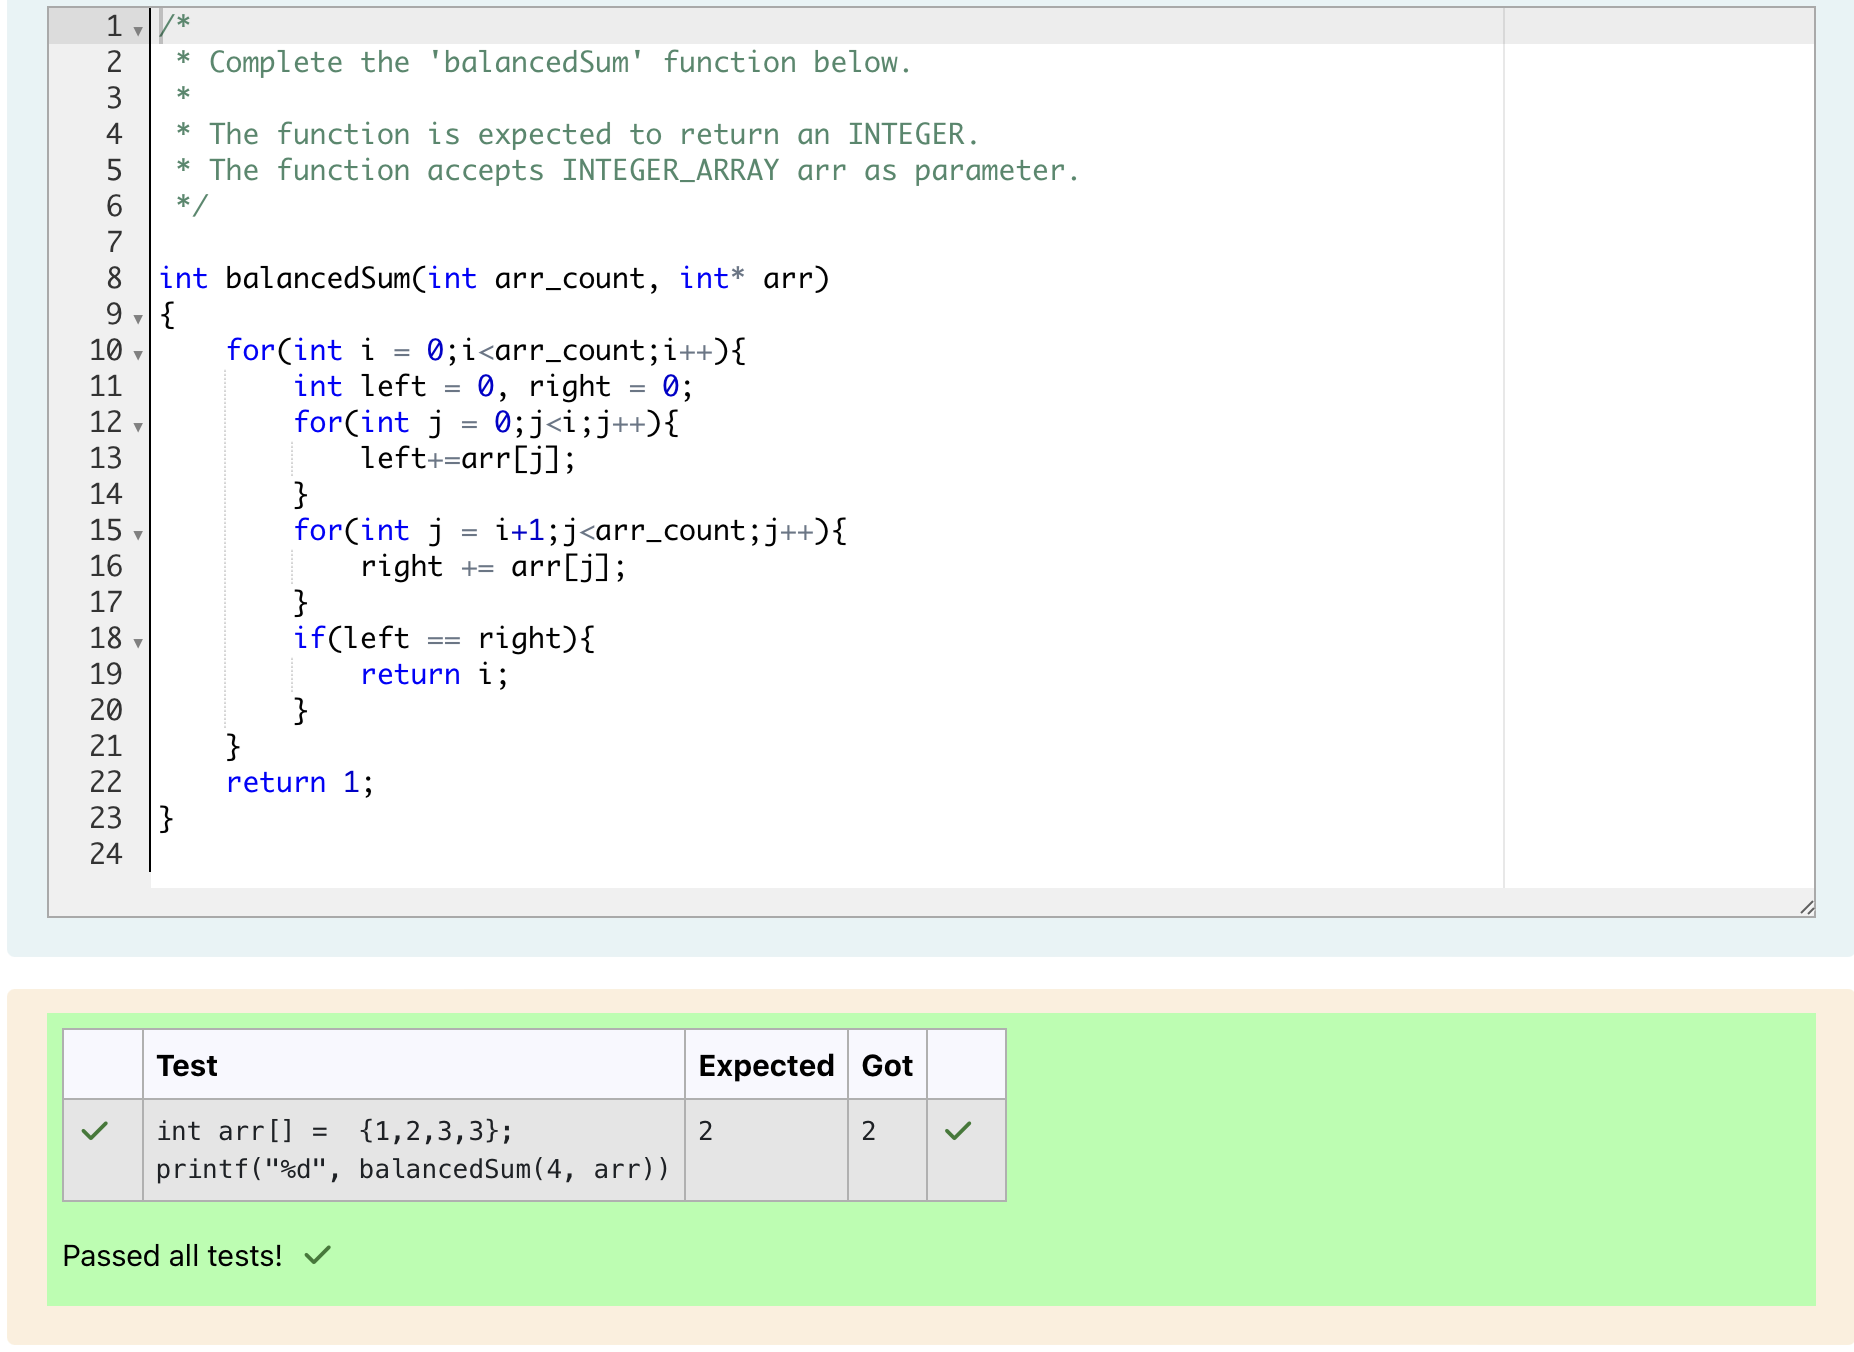 1 /*
2  * Complete the 'balancedSum' function below.
3  *
4  * The function is expected to return an INTEGER.
5  * The function accepts INTEGER_ARRAY arr as parameter.
6  */
7
8 int balancedSum(int arr_count, int* arr)
9 {
10     for(int i = 0;i<arr_count;i++){
11         int left = 0, right = 0;
12         for(int j = 0;j<i;j++){
13             left+=arr[j];
14         }
15         for(int j = i+1;j<arr_count;j++){
16             right += arr[j];
17         }
18         if(left == right){
19             return i;
20         }
21     }
22     return 1;
23 }
24
Test Expected Got
int arr[] =  {1,2,3,3}; 2 2
printf("%d", balancedSum(4, arr))
Passed all tests!